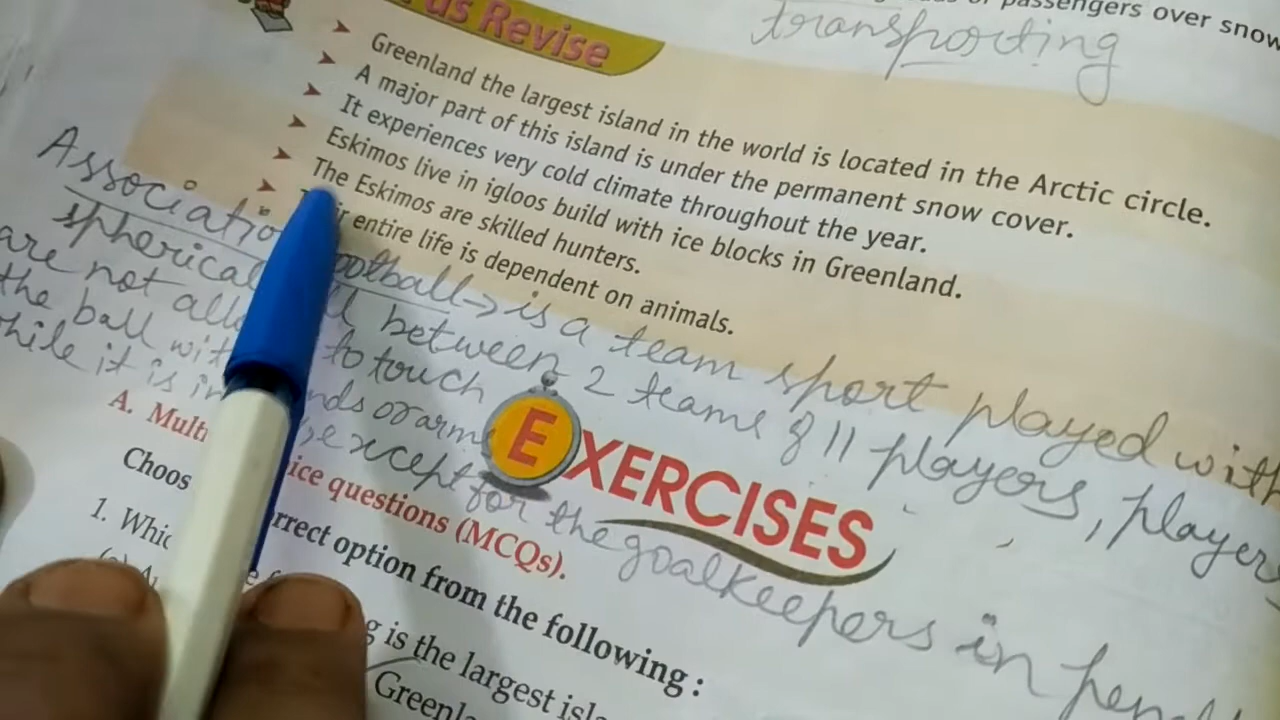 passengers over snow
transporting
us Revise
Greenland the largest island in the world is located in the Arctic circle.
A major part of this island is under the permanent snow cover.
It experiences very cold climate throughout the year.
Eskimos live in igloos build with ice blocks in Greenland.
The Eskimos are skilled hunters.
entire life is dependent on animals.
Association football → is a team sport played with
spherical between 2 teams of 11 players, players
are not to touch
the ball hands or arms
while it is in except for the goalkeepers in
EXERCISES
A. Multi ice questions (MCQs).
Choos rrect option from the following :
1. Whic g is the largest isl
Greenl